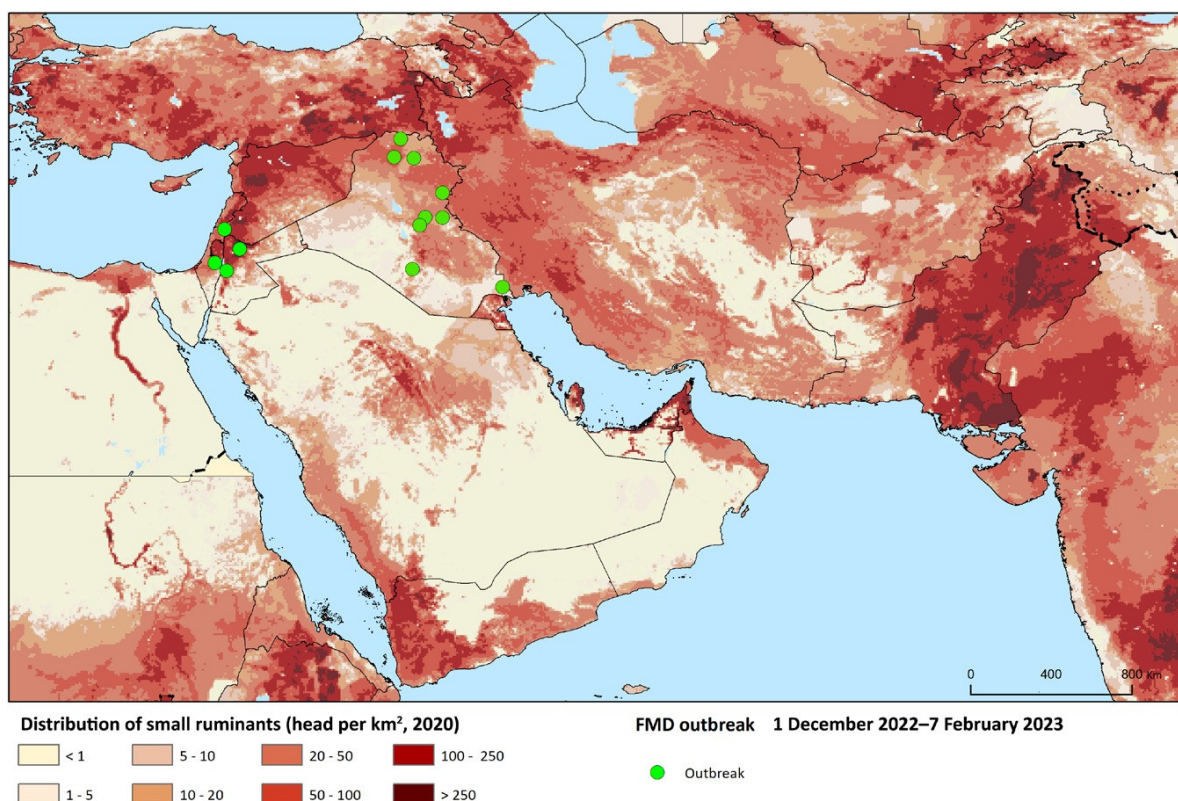 0 400 800 Km
Distribution of small ruminants (head per km², 2020)
FMD outbreak 1 December 2022–7 February 2023
< 1 5 - 10 20 - 50 100 - 250
1 - 5 10 - 20 50 - 100 > 250
Outbreak